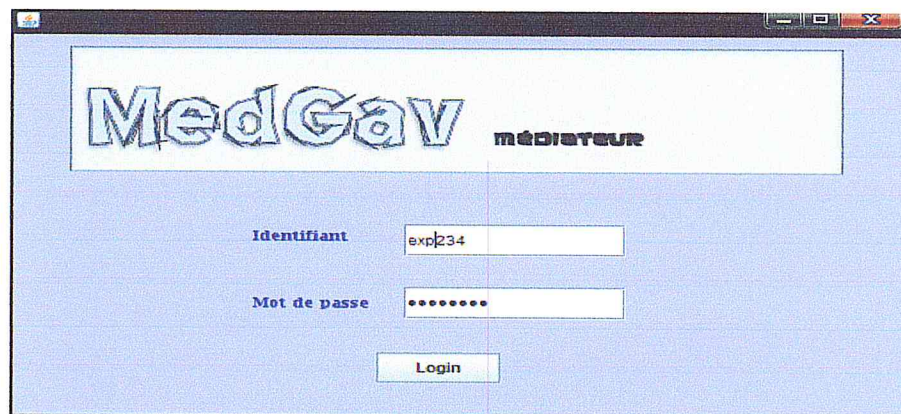 MedGav MÉDIATEUR
Identifiant exp234
Mot de passe ••••••••
Login